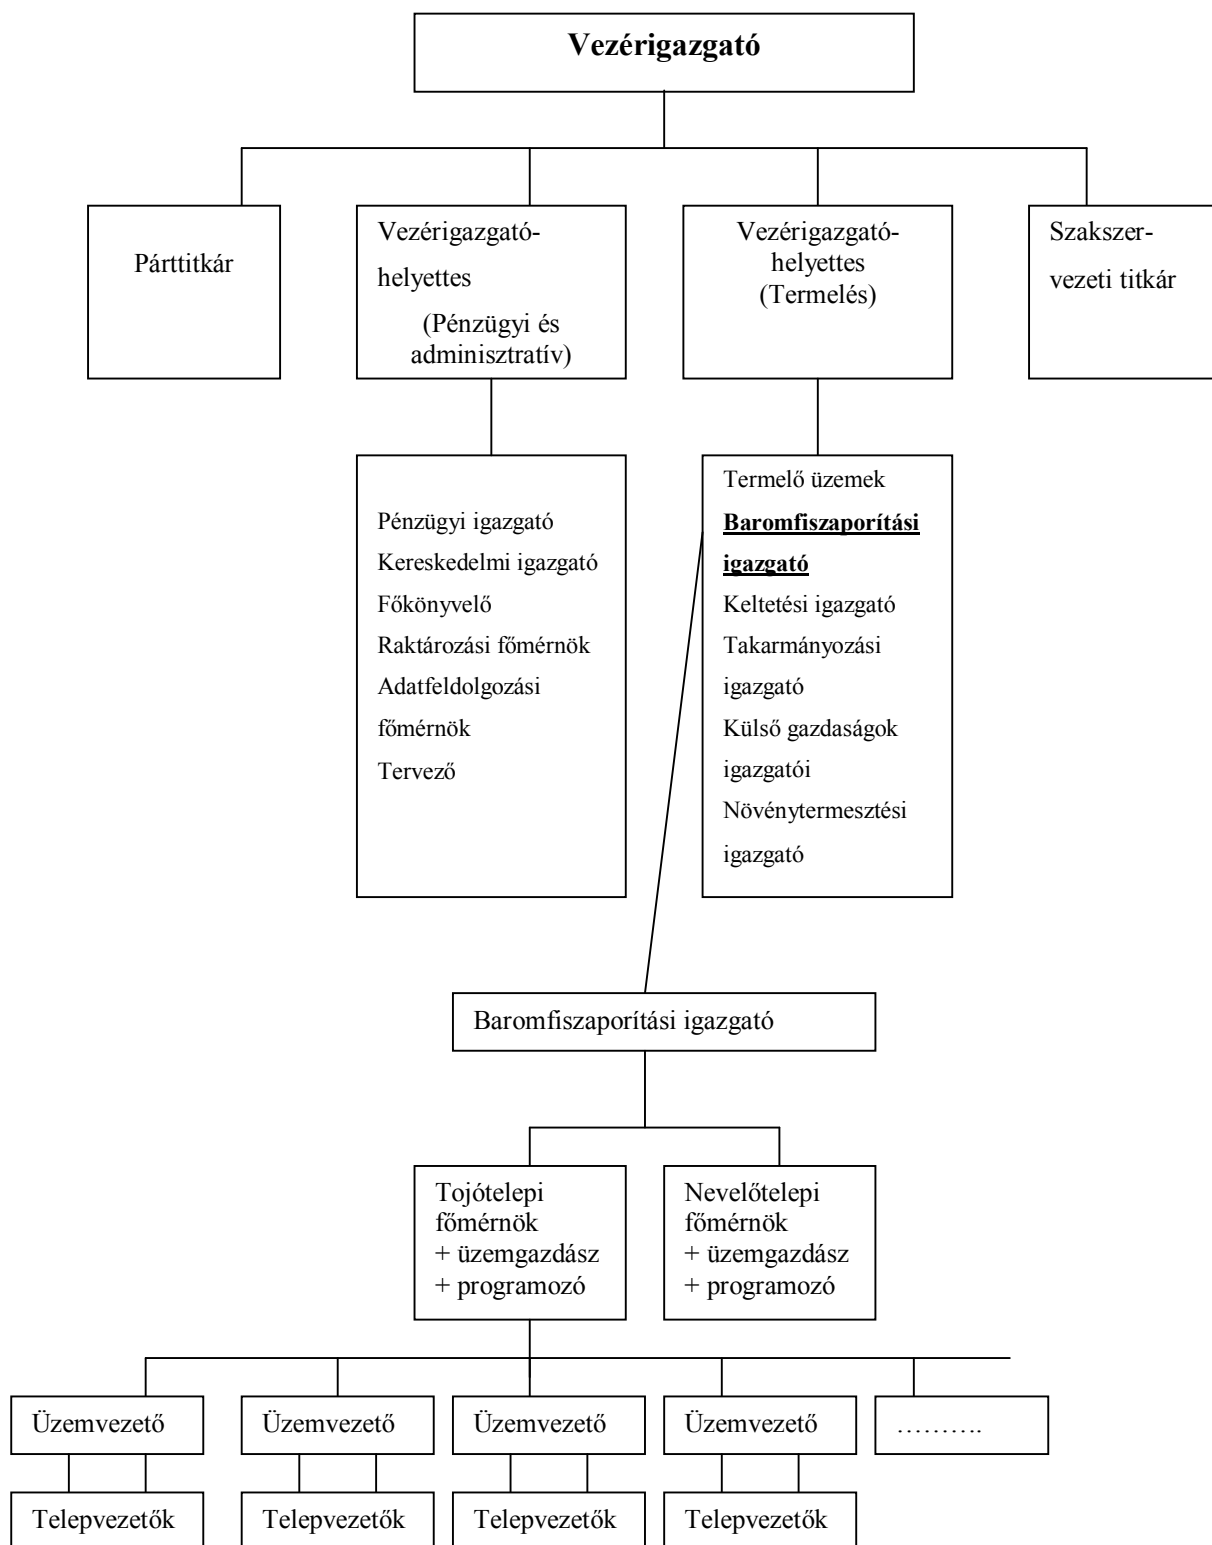 Vezérigazgató
Párttitkár
Vezérigazgató-
helyettes
(Pénzügyi és
adminisztratív)
Vezérigazgató-
helyettes
(Termelés)
Szakszer-
vezeti titkár
Pénzügyi igazgató
Kereskedelmi igazgató
Főkönyvelő
Raktározási főmérnök
Adatfeldolgozási
főmérnök
Tervező
Termelő üzemek
Baromfiszaporítási
igazgató
Keltetési igazgató
Takarmányozási
igazgató
Külső gazdaságok
igazgatói
Növénytermesztési
igazgató
Baromfiszaporítási igazgató
Tojótelepi
főmérnök
+ üzemgazdász
+ programozó
Nevelőtelepi
főmérnök
+ üzemgazdász
+ programozó
Üzemvezető
Üzemvezető
Üzemvezető
Üzemvezető
……….
Telepvezetők
Telepvezetők
Telepvezetők
Telepvezetők